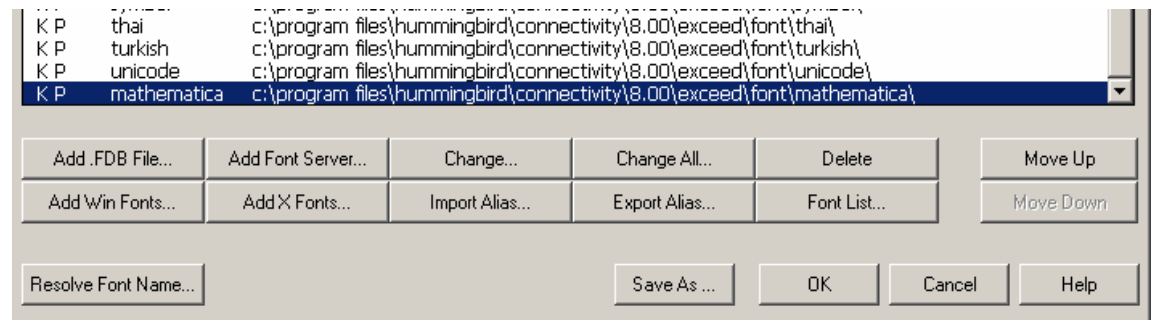 K P thai c:\program files\hummingbird\connectivity\8.00\exceed\font\thai\
K P turkish c:\program files\hummingbird\connectivity\8.00\exceed\font\turkish\
K P unicode c:\program files\hummingbird\connectivity\8.00\exceed\font\unicode\
K P mathematica c:\program files\hummingbird\connectivity\8.00\exceed\font\mathematica\
Add .FDB File... Add Font Server... Change... Change All... Delete Move Up
Add Win Fonts... Add X Fonts... Import Alias... Export Alias... Font List... Move Down
Resolve Font Name... Save As ... OK Cancel Help